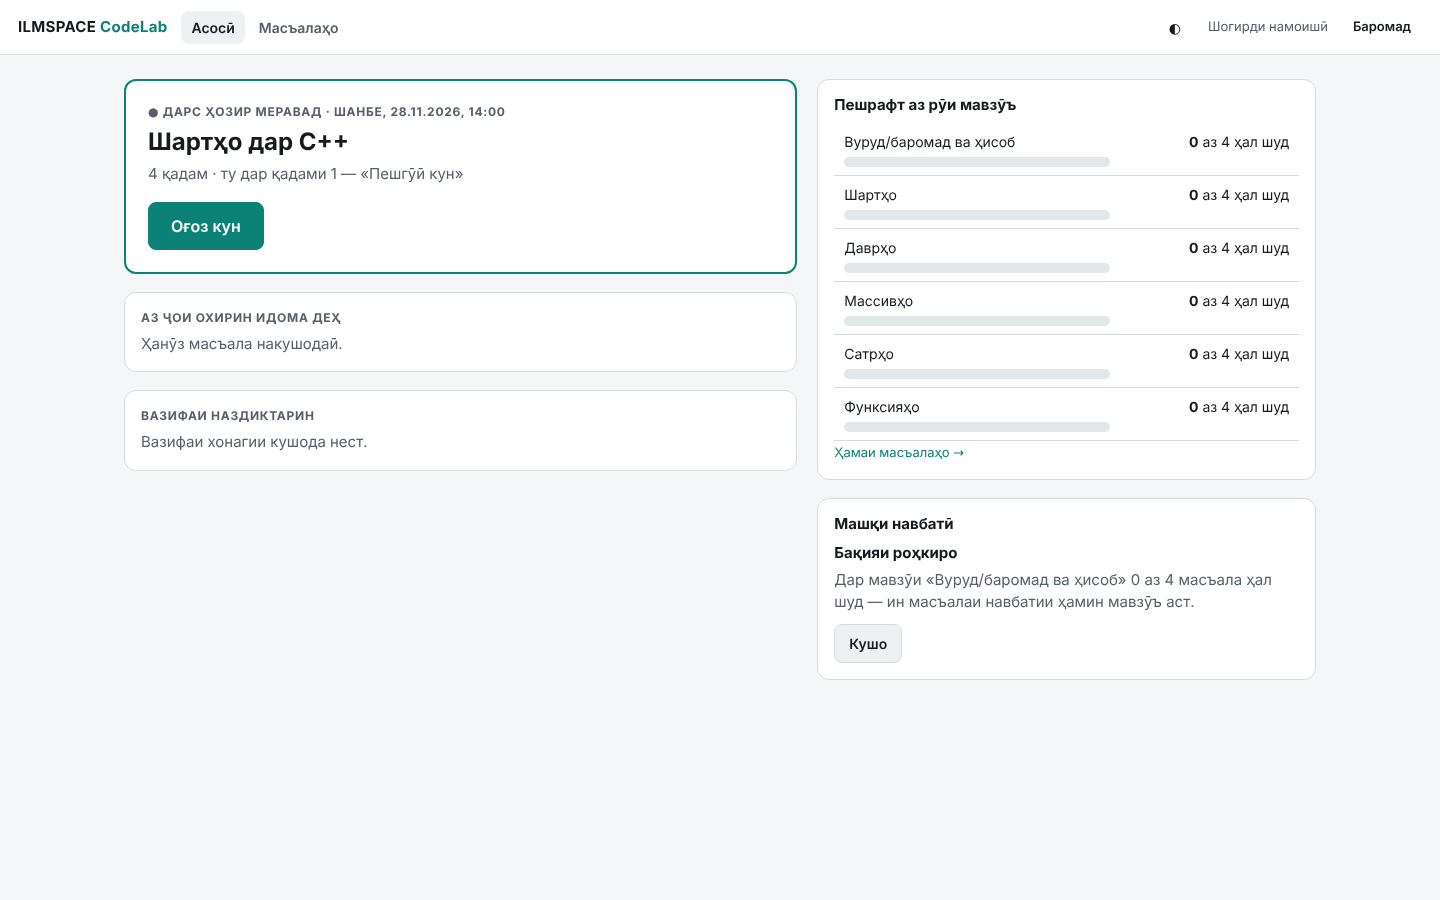 ILMSPACE CodeLab
Асосӣ
Масъалаҳо
Шогирди намоишӣ
Баромад
ДАРС ҲОЗИР МЕРАВАД · ШАНБЕ, 28.11.2026, 14:00
Шартҳо дар C++
4 қадам · ту дар қадами 1 — «Пешгӯӣ кун»
Оғоз кун
АЗ ҶОИ ОХИРИН ИДОМА ДЕҲ
Ҳанӯз масъала накушодаӣ.
ВАЗИФАИ НАЗДИКТАРИН
Вазифаи хонагии кушода нест.
Пешрафт аз рӯи мавзӯъ
Вуруд/баромад ва ҳисоб 0 аз 4 ҳал шуд
Шартҳо 0 аз 4 ҳал шуд
Даврҳо 0 аз 4 ҳал шуд
Массивҳо 0 аз 4 ҳал шуд
Сатрҳо 0 аз 4 ҳал шуд
Функсияҳо 0 аз 4 ҳал шуд
Ҳамаи масъалаҳо →
Машқи навбатӣ
Бақияи роҳкиро
Дар мавзӯи «Вуруд/баромад ва ҳисоб» 0 аз 4 масъала ҳал
шуд — ин масъалаи навбатии ҳамин мавзӯъ аст.
Кушо